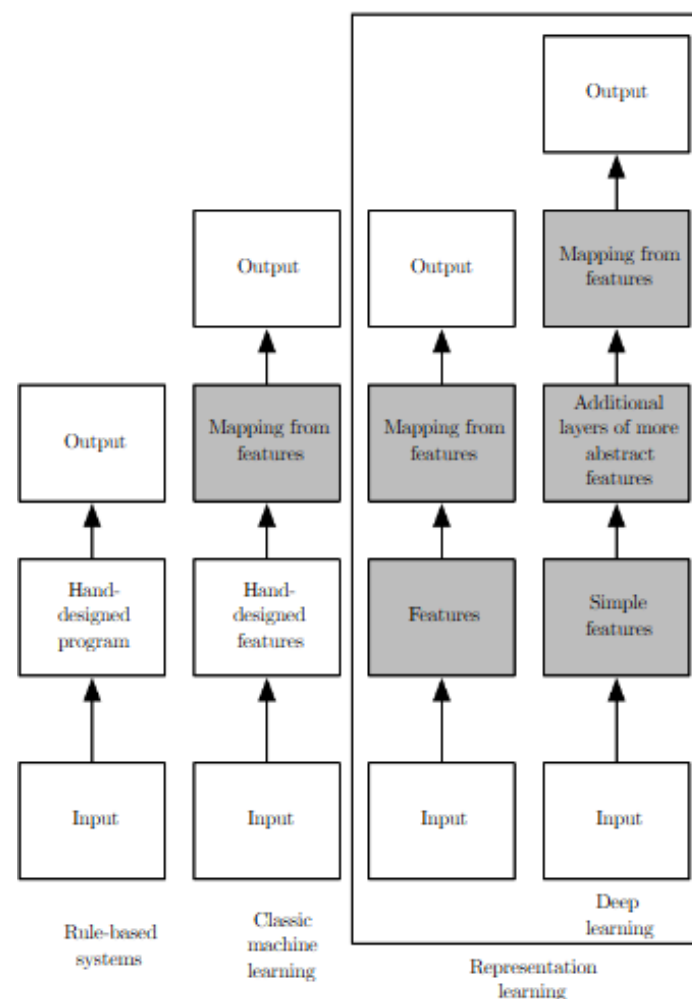 Output
Output
Output
Mapping from
features
Output
Mapping from
features
Mapping from
features
Additional
layers of more
abstract
features
Hand-
designed
program
Hand-
designed
features
Features
Simple
features
Input
Input
Input
Input
Rule-based
systems
Classic
machine
learning
Deep
learning
Representation
learning